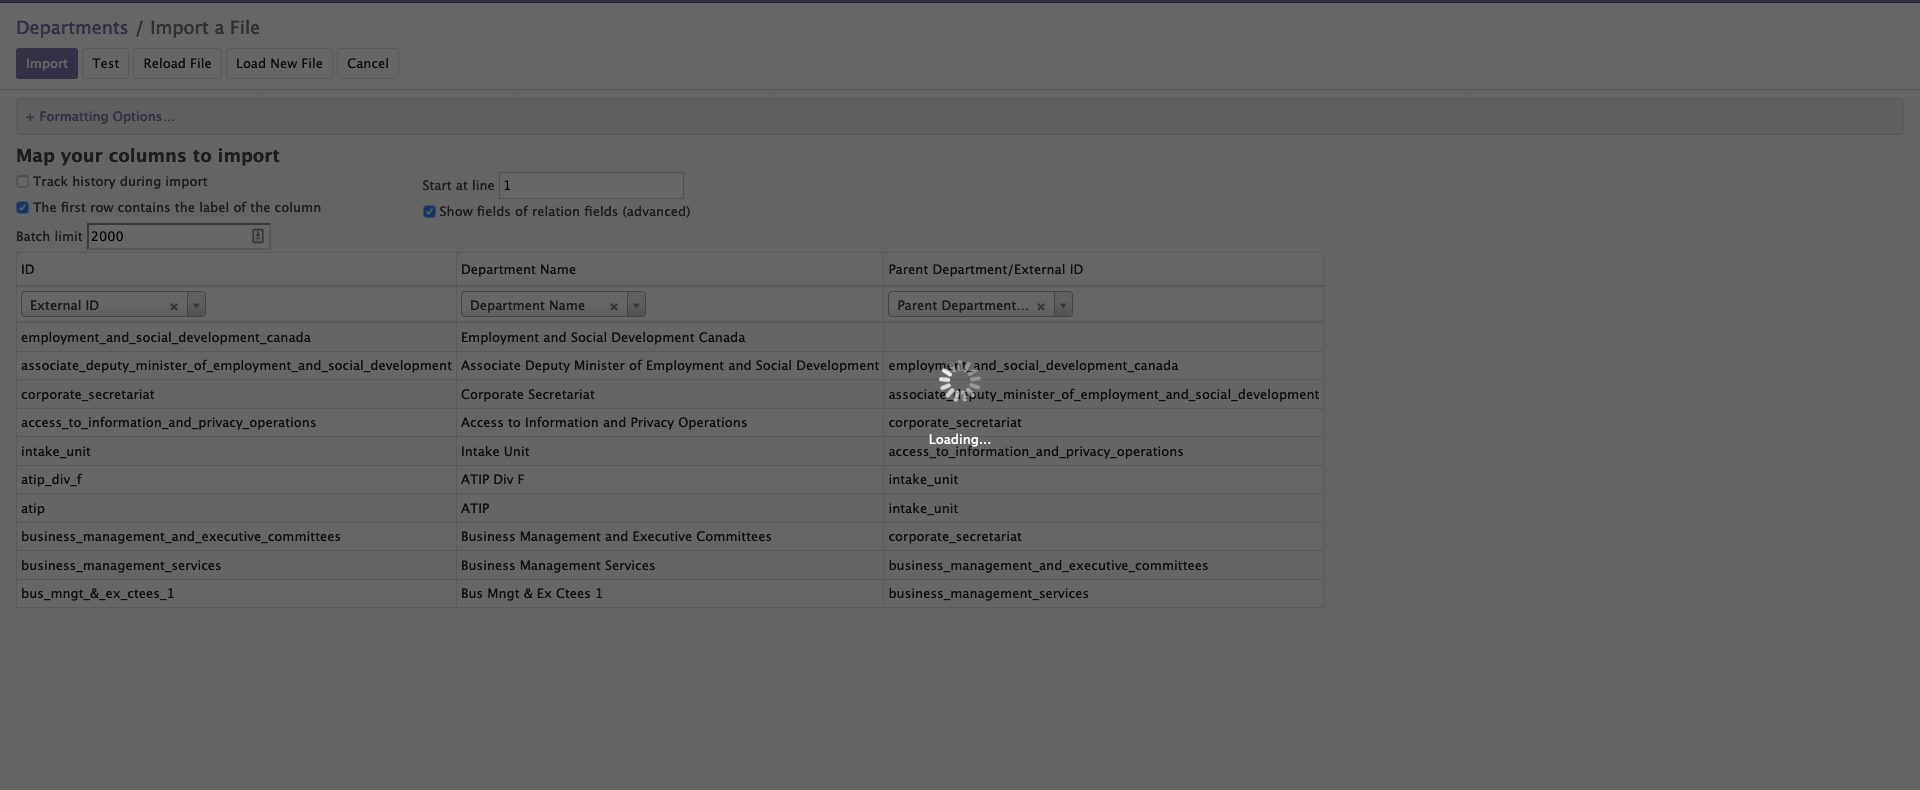 Departments / Import a File
Import Test Reload File Load New File Cancel
+ Formatting Options...
Map your columns to import
Track history during import
Start at line 1
The first row contains the label of the column
Show fields of relation fields (advanced)
Batch limit 2000
ID Department Name Parent Department/External ID
External ID × Department Name × Parent Department... ×
employment_and_social_development_canada Employment and Social Development Canada
associate_deputy_minister_of_employment_and_social_development Associate Deputy Minister of Employment and Social Development employment_and_social_development_canada
corporate_secretariat Corporate Secretariat associate_deputy_minister_of_employment_and_social_development
access_to_information_and_privacy_operations Access to Information and Privacy Operations corporate_secretariat
Loading...
intake_unit Intake Unit access_to_information_and_privacy_operations
atip_div_f ATIP Div F intake_unit
atip ATIP intake_unit
business_management_and_executive_committees Business Management and Executive Committees corporate_secretariat
business_management_services Business Management Services business_management_and_executive_committees
bus_mngt_&_ex_ctees_1 Bus Mngt & Ex Ctees 1 business_management_services